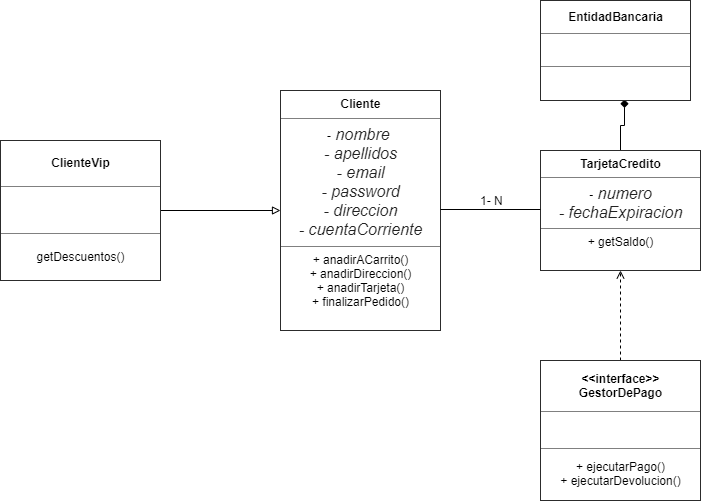 EntidadBancaria
Cliente
- nombre
- apellidos
- email
- password
- direccion
- cuentaCorriente
+ anadirACarrito()
+ anadirDireccion()
+ anadirTarjeta()
+ finalizarPedido()
ClienteVip
getDescuentos()
1- N
TarjetaCredito
- numero
- fechaExpiracion
+ getSaldo()
<<interface>>
GestorDePago
+ ejecutarPago()
+ ejecutarDevolucion()